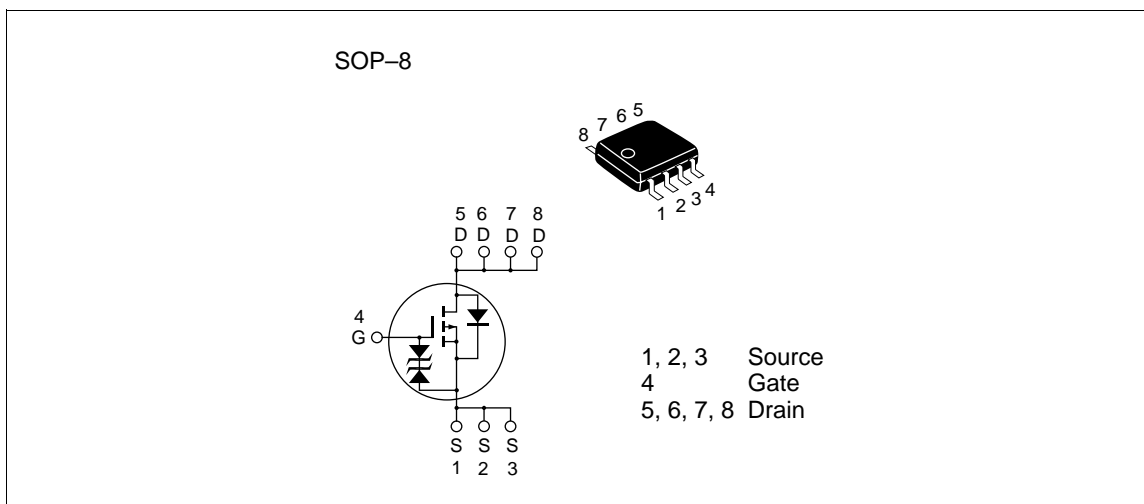 SOP–8
8 7 6 5
1 2 3 4
5 6 7 8
D D D D
4
G
S S S
1 2 3
1, 2, 3 Source
4 Gate
5, 6, 7, 8 Drain